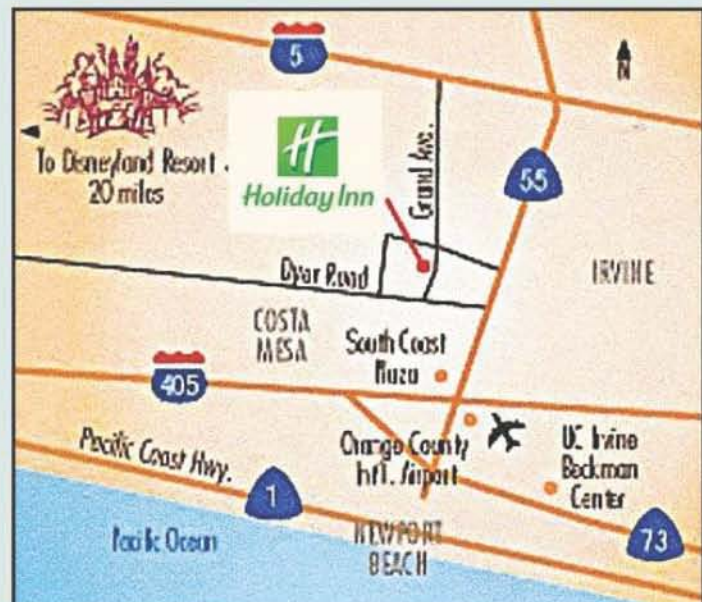 5
N
To Disneyland Resort
20 miles
H
Holiday Inn
Grand Ave.
55
Dyer Road
IRVINE
COSTA
MESA
South Coast
Plaza
405
Orange County
Int'l. Airport
UC Irvine
Beckman
Center
Pacific Coast Hwy.
1
Pacific Ocean
NEWPORT
BEACH
73